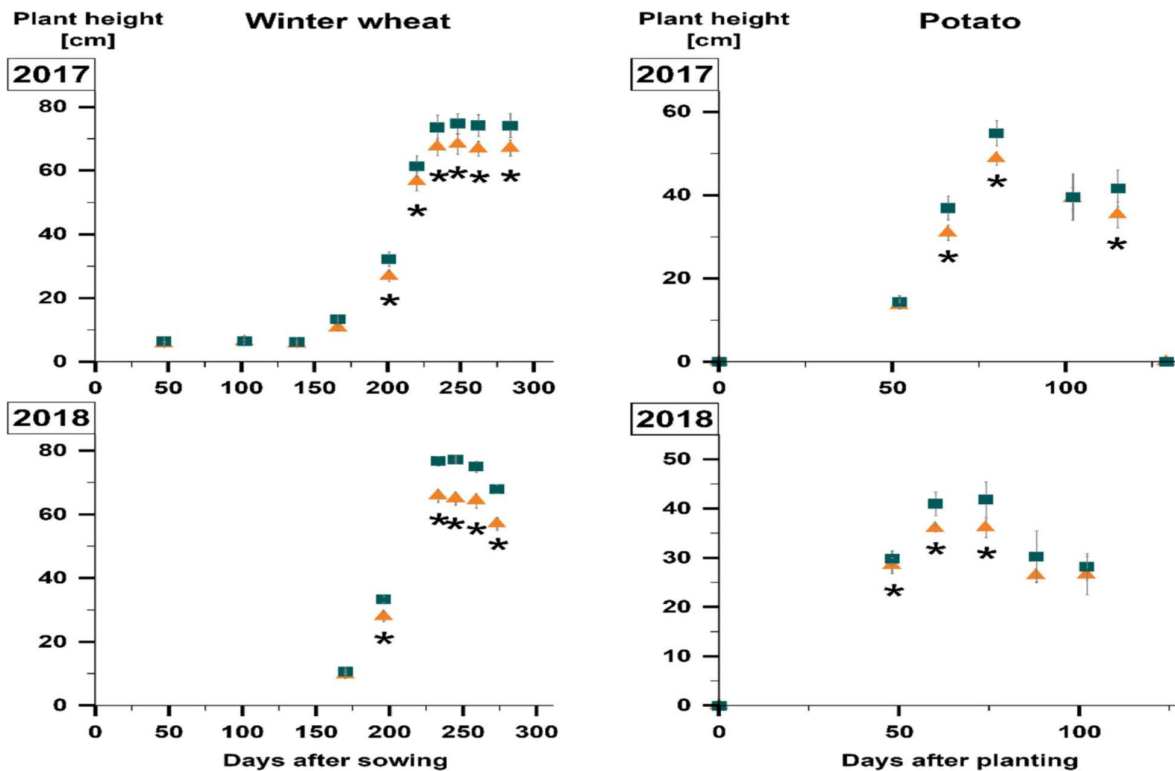 Plant height
[cm]
Winter wheat
2017
80
60
40
20
0
0 50 100 150 200 250 300
* * * * * *
Plant height
[cm]
Potato
2017
60
40
20
0
0 50 100
* * * *
2018
80
60
40
20
0
0 50 100 150 200 250 300
* * * * *
Days after sowing
2018
50
40
30
20
10
0
0 50 100
* * *
Days after planting